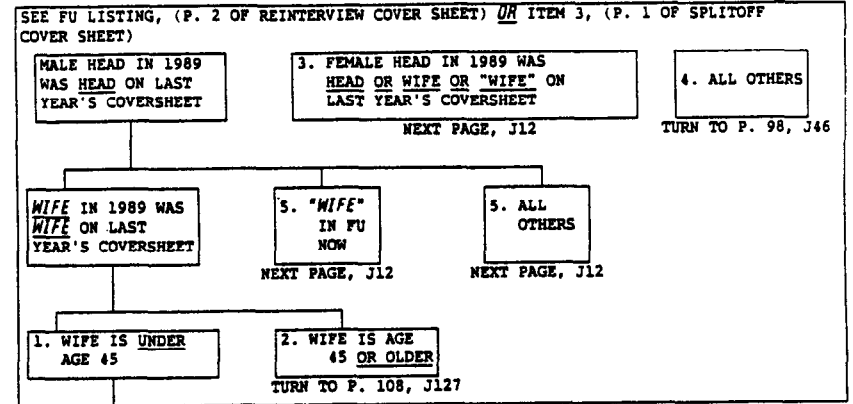 SEE FU LISTING, (P. 2 OF REINTERVIEW COVER SHEET) OR ITEM 3, (P. 1 OF SPLITOFF
COVER SHEET)
MALE HEAD IN 1989
WAS HEAD ON LAST
YEAR'S COVERSHEET
3. FEMALE HEAD IN 1989 WAS
HEAD OR WIFE OR "WIFE" ON
LAST YEAR'S COVERSHEET
NEXT PAGE, J12
4. ALL OTHERS
TURN TO P. 98, J46
WIFE IN 1989 WAS
WIFE ON LAST
YEAR'S COVERSHEET
5. "WIFE"
IN FU
NOW
NEXT PAGE, J12
5. ALL
OTHERS
NEXT PAGE, J12
1. WIFE IS UNDER
AGE 45
2. WIFE IS AGE
45 OR OLDER
TURN TO P. 108, J127